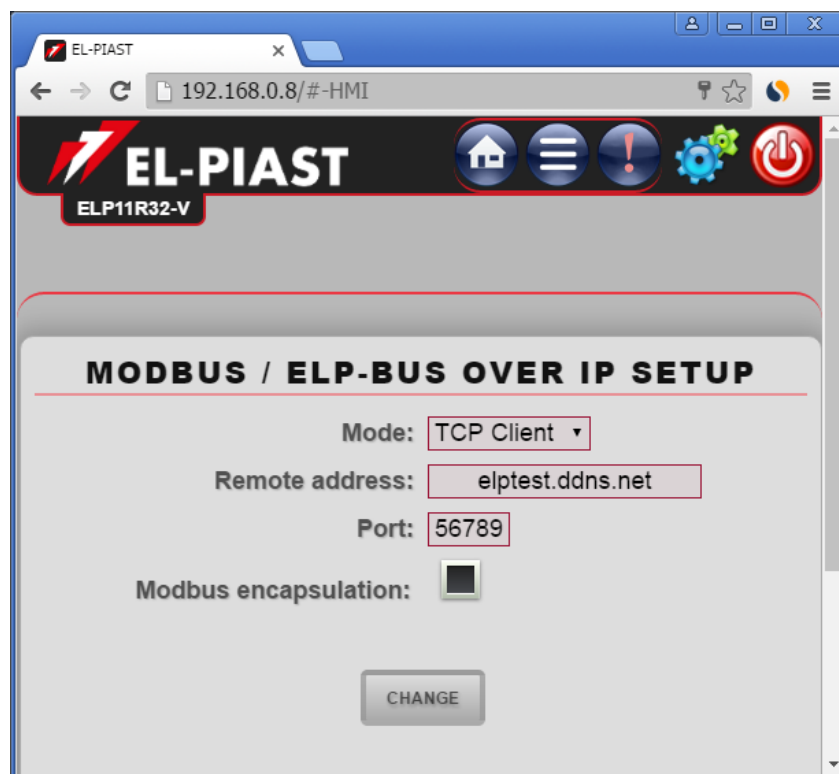 EL-PIAST
192.168.0.8/#-HMI
EL-PIAST
ELP11R32-V
MODBUS / ELP-BUS OVER IP SETUP
Mode: TCP Client
Remote address: elptest.ddns.net
Port: 56789
Modbus encapsulation:
CHANGE